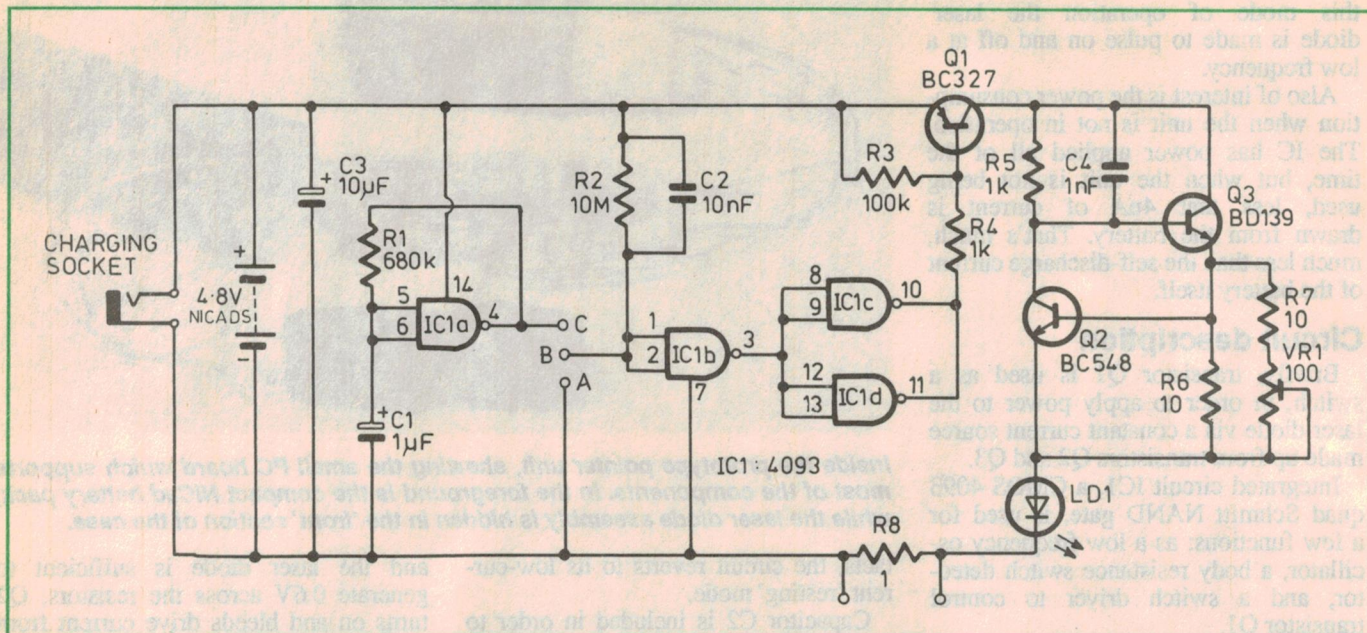 this mode of operation the laser
diode is made to pulse on and off at a
low frequency.
Also of interest is the power consump-
tion when the unit is not in
The IC has power applied all of the
time, but when the unit is not being
used, less than of current is
drawn from the battery. That's
much less than the self discharge current
of the battery itself.
Circuit description
transistor Q1 is used as a
switch, in order to apply power to the
laser diode via a constant current source
made up from transistors Q2 and Q3.
Integrated circuit IC1, a CMOS 4093
quad Schmitt NAND gate, is used for
a few functions: as a low frequency os-
cillator, a body resistance switch detec-
tor, and a switch driver to control
transistor Q1.
Inside the prototype pointer unit, showing the small PC board which supports
most of the components. In the foreground is the compact NiCad battery pack,
while the laser diode assembly is hidden in the 'front' section of the case.
the circuit reverts to its low-cur-
rent resting mode.
Capacitor C2 is included in order to
and the laser diode is sufficient to
generate 0.6V across the resistors. Q2
turns on and bleeds drive current from
CHARGING
SOCKET
+
4.8V
NICADS
-
+
C3
10µF
R1
680k
5
6
14
IC1a
4
+
C1
1µF
C
B
A
R2
10M
C2
10nF
1
2
IC1b
3
7
8
9
IC1c
10
12
13
IC1d
11
IC1 4093
R3
100k
Q1
BC327
R4
1k
R5
1k
C4
1nF
Q3
BD139
Q2
BC548
R6
10
R7
10
VR1
100
LD1
R8
1